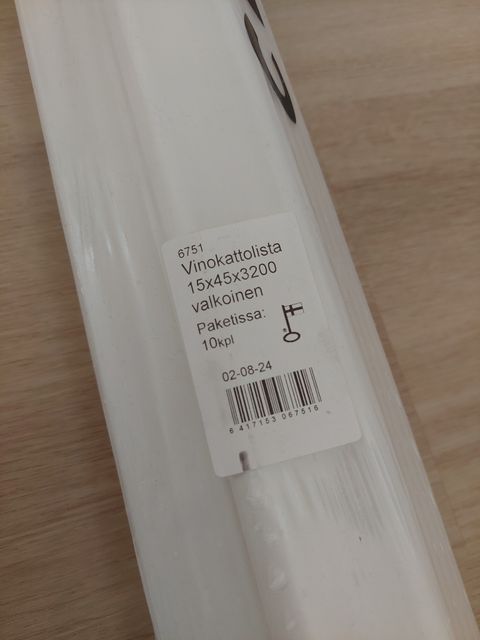 6751
Vinokattolista
15x45x3200
valkoinen
Paketissa:
10kpl
02-08-24
6 417153 067516